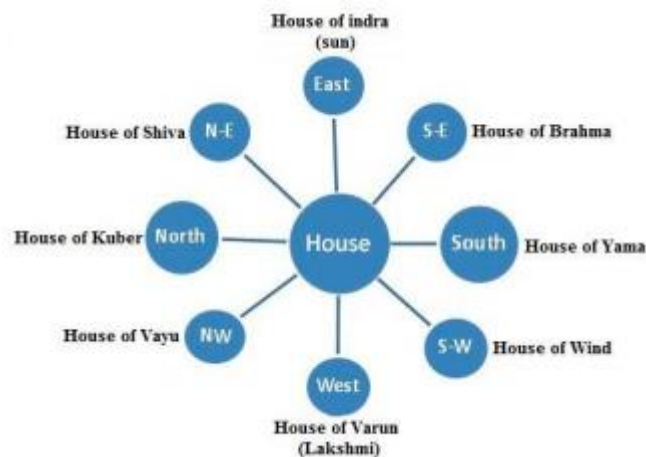 House of indra
(sun)
East
House of Shiva
N-E
S-E
House of Brahma
House of Kuber
North
House
South
House of Yama
House of Vayu
NW
S-W
House of Wind
West
House of Varun
(Lakshmi)